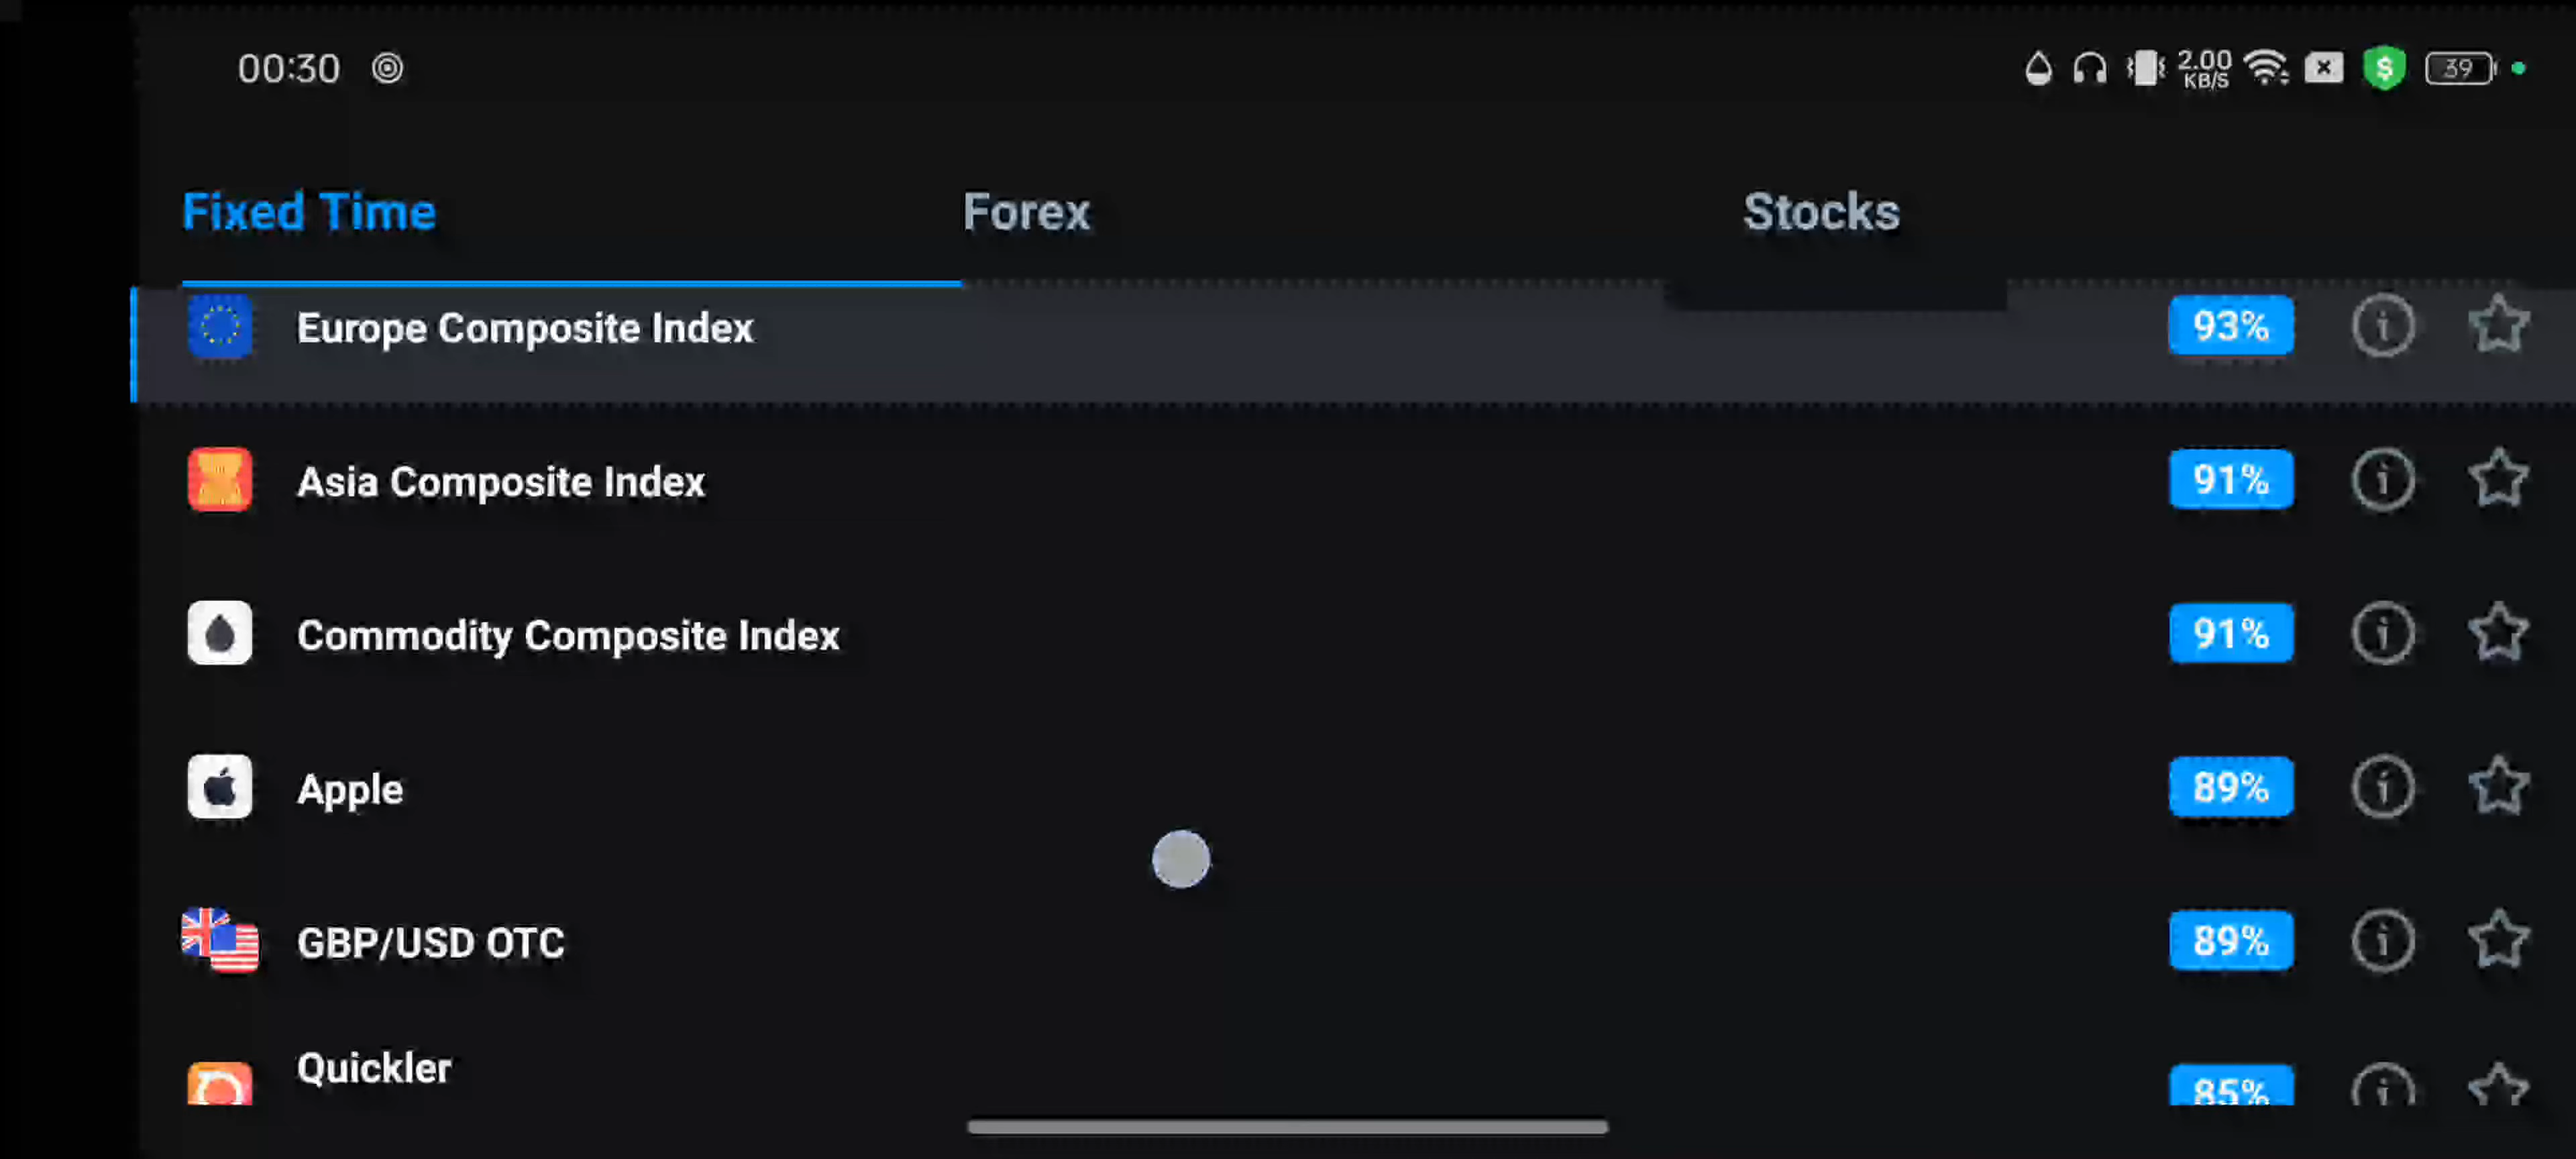 00:30 2.00 KB/S 39
Fixed Time Forex Stocks
Europe Composite Index 93%
Asia Composite Index 91%
Commodity Composite Index 91%
Apple 89%
GBP/USD OTC 89%
Quickler 85%